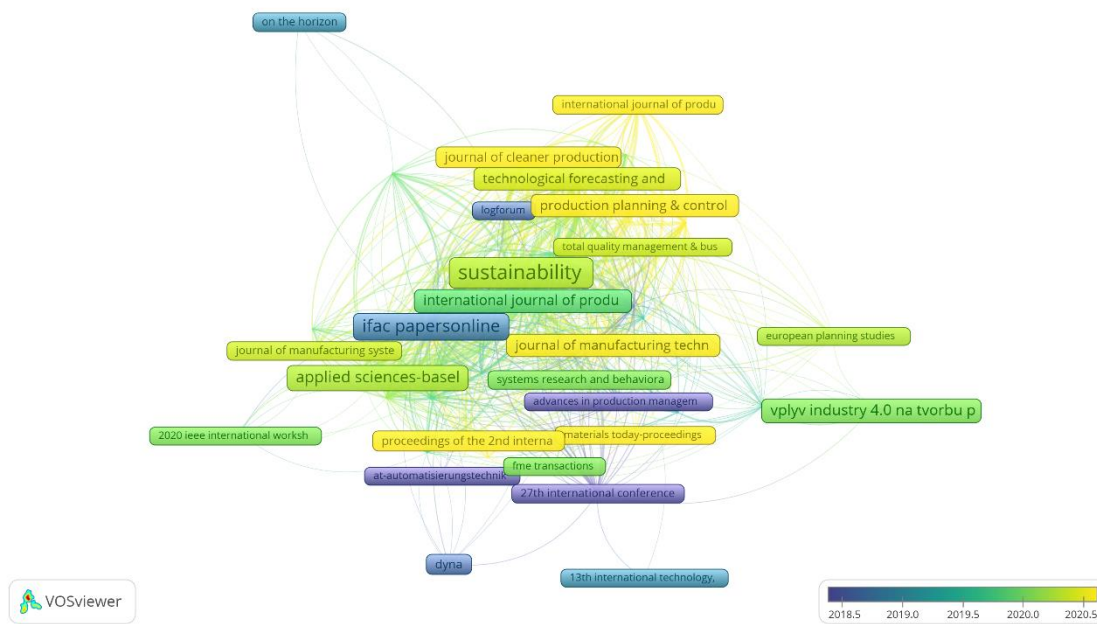 on the horizon
international journal of produ
journal of cleaner production
technological forecasting and
logforum
production planning & control
total quality management & bus
sustainability
international journal of produ
ifac papersonline
european planning studies
journal of manufacturing techn
journal of manufacturing syste
applied sciences-basel
systems research and behaviora
advances in production managem
vplyv industry 4.0 na tvorbu p
2020 ieee international worksh
proceedings of the 2nd interna
materials today-proceedings
fme transactions
at-automatisierungstechnik
27th international conference
dyna
13th international technology,
VOSviewer
2018.5 2019.0 2019.5 2020.0 2020.5